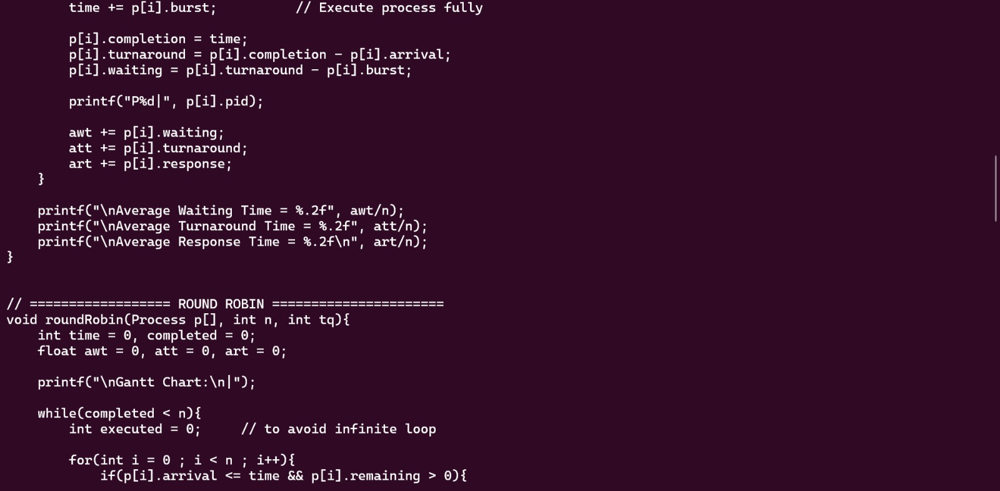 time += p[i].burst;          // Execute process fully
p[i].completion = time;
p[i].turnaround = p[i].completion - p[i].arrival;
p[i].waiting = p[i].turnaround - p[i].burst;
printf("P%d|", p[i].pid);
awt += p[i].waiting;
att += p[i].turnaround;
art += p[i].response;
}
printf("\nAverage Waiting Time = %.2f", awt/n);
printf("\nAverage Turnaround Time = %.2f", att/n);
printf("\nAverage Response Time = %.2f\n", art/n);
}
// ================== ROUND ROBIN ======================
void roundRobin(Process p[], int n, int tq){
int time = 0, completed = 0;
float awt = 0, att = 0, art = 0;
printf("\nGantt Chart:\n|");
while(completed < n){
int executed = 0;     // to avoid infinite loop
for(int i = 0 ; i < n ; i++){
if(p[i].arrival <= time && p[i].remaining > 0){